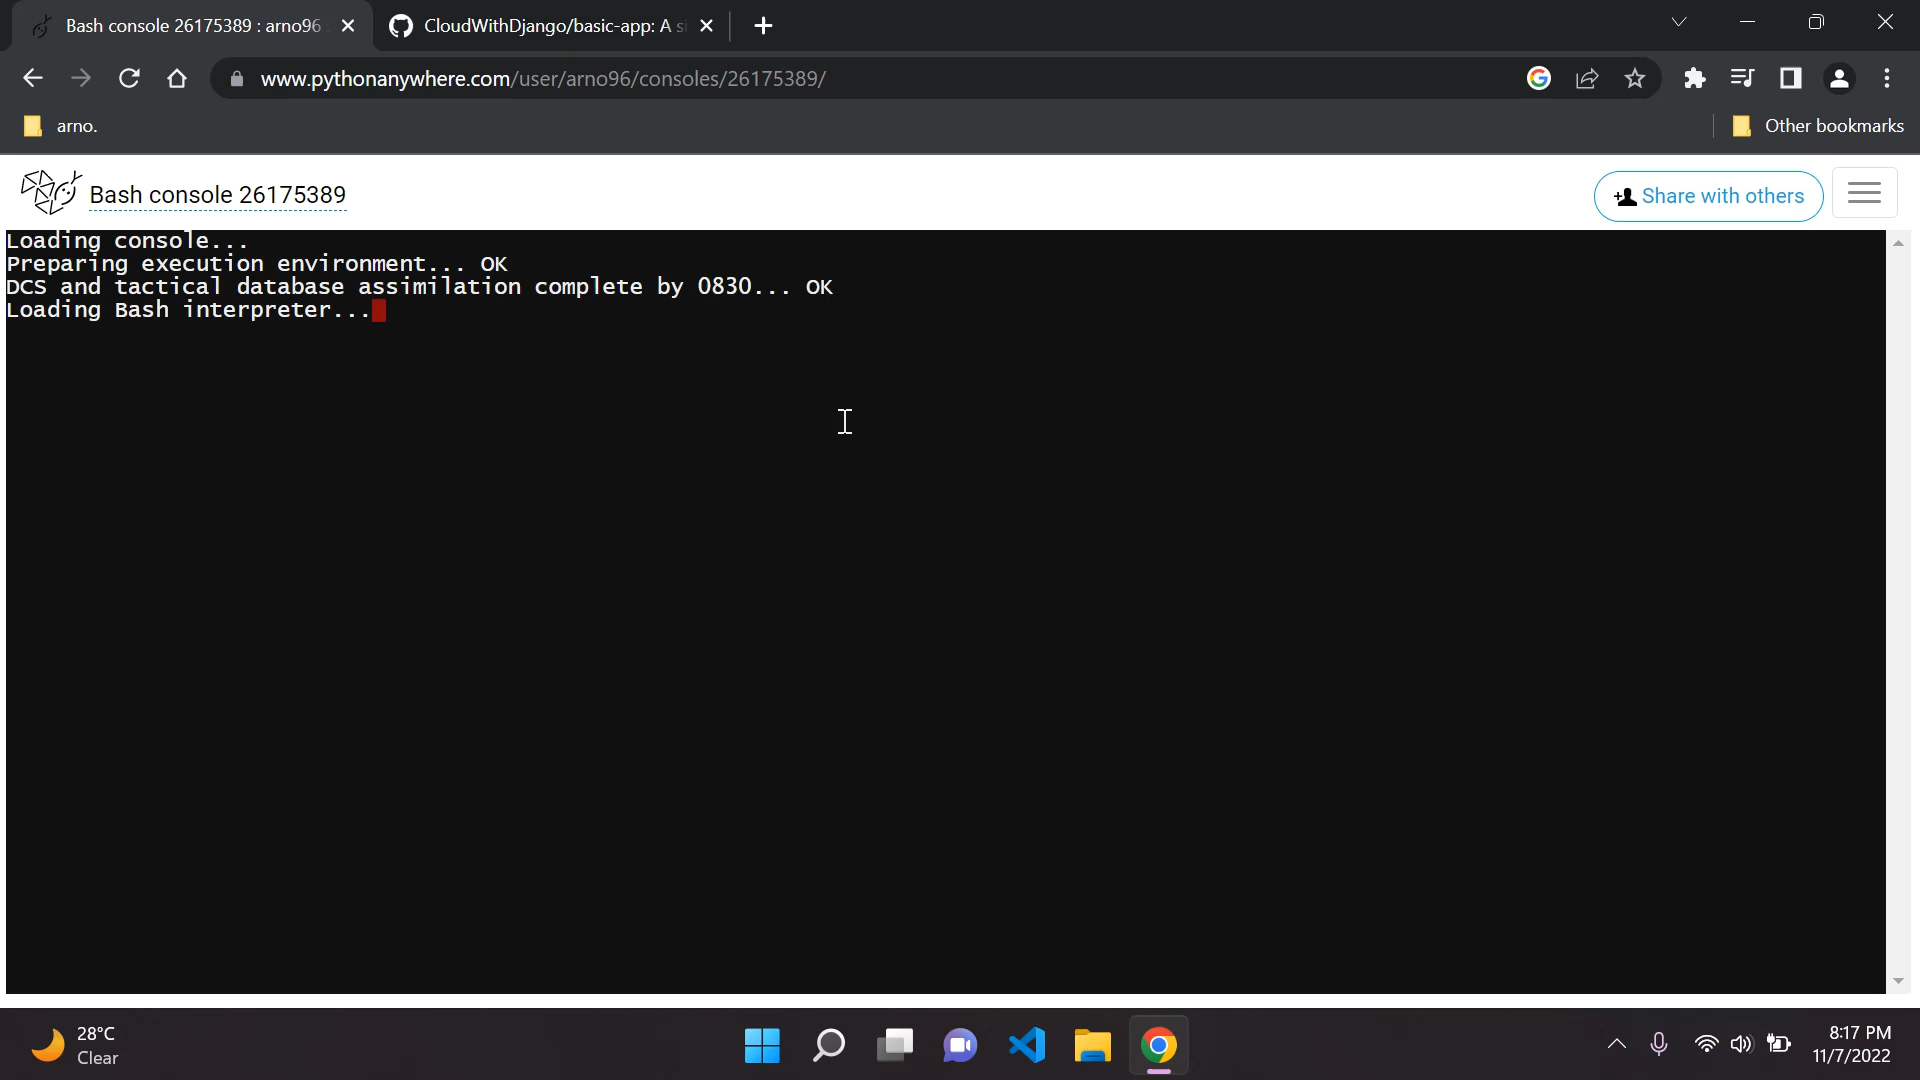 Bash console 26175389 : arno96
CloudWithDjango/basic-app: A si
www.pythonanywhere.com/user/arno96/consoles/26175389/
arno.
Other bookmarks
Bash console 26175389
Share with others
Loading console...
Preparing execution environment... OK
DCS and tactical database assimilation complete by 0830... OK
Loading Bash interpreter...
28°C
Clear
8:17 PM
11/7/2022